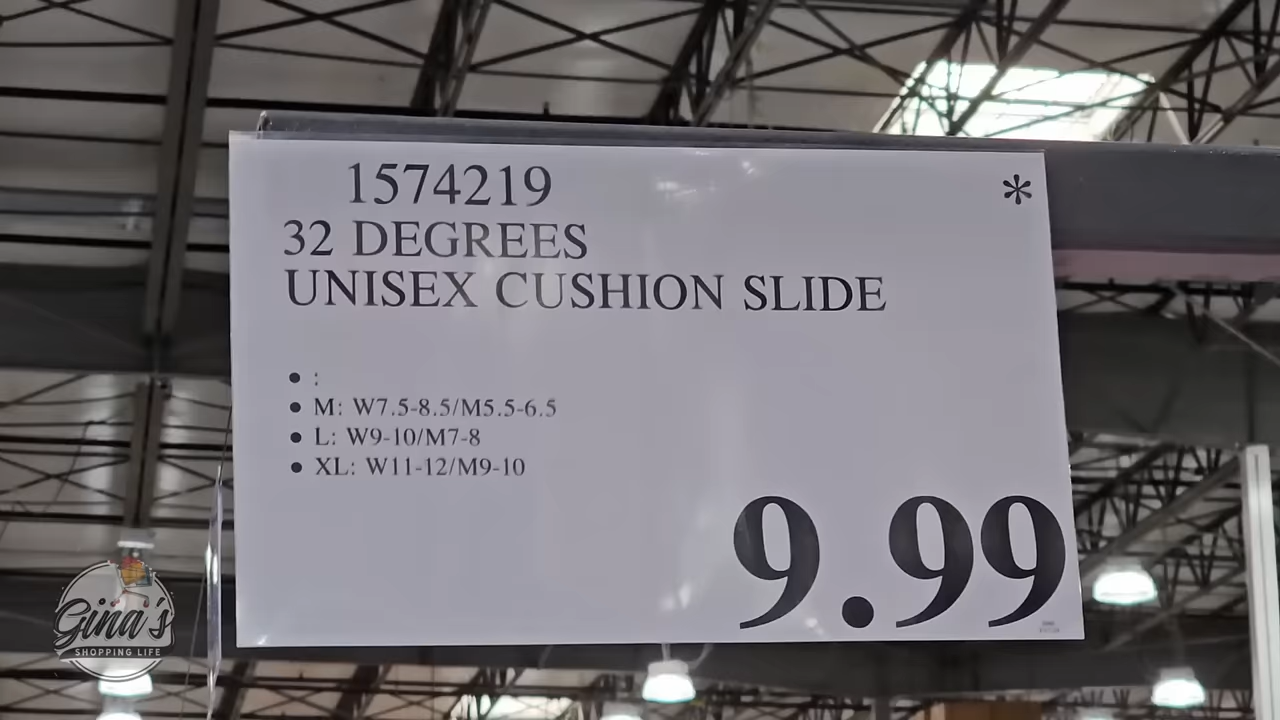 1574219
*
32 DEGREES
UNISEX CUSHION SLIDE
• :
• M: W7.5-8.5/M5.5-6.5
• L: W9-10/M7-8
• XL: W11-12/M9-10
9.99
Gina's
SHOPPING LIFE